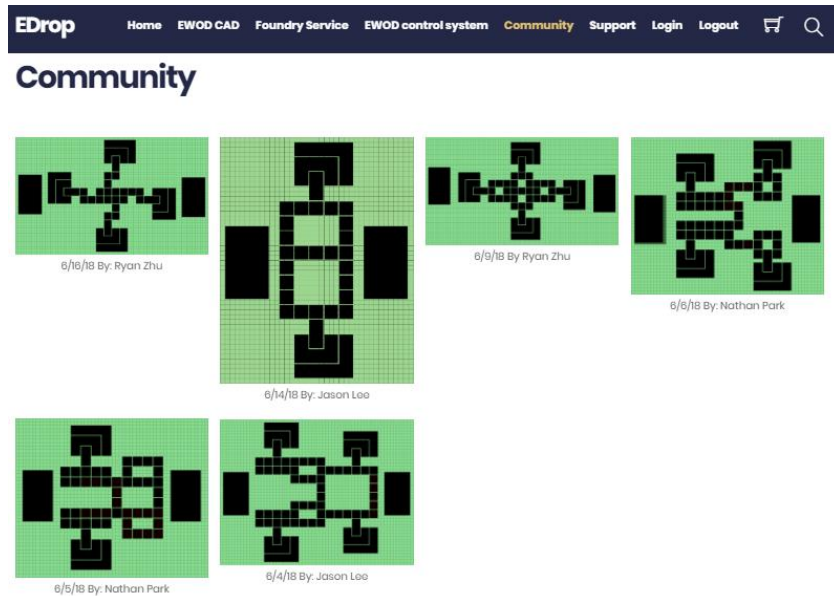 EDrop
Home EWOD CAD Foundry Service EWOD control system Community Support Login Logout
Community
6/16/18 By: Ryan Zhu
6/14/18 By: Jason Lee
6/9/18 By Ryan Zhu
6/6/18 By: Nathan Park
6/5/18 By: Nathan Park
6/4/18 By: Jason Lee